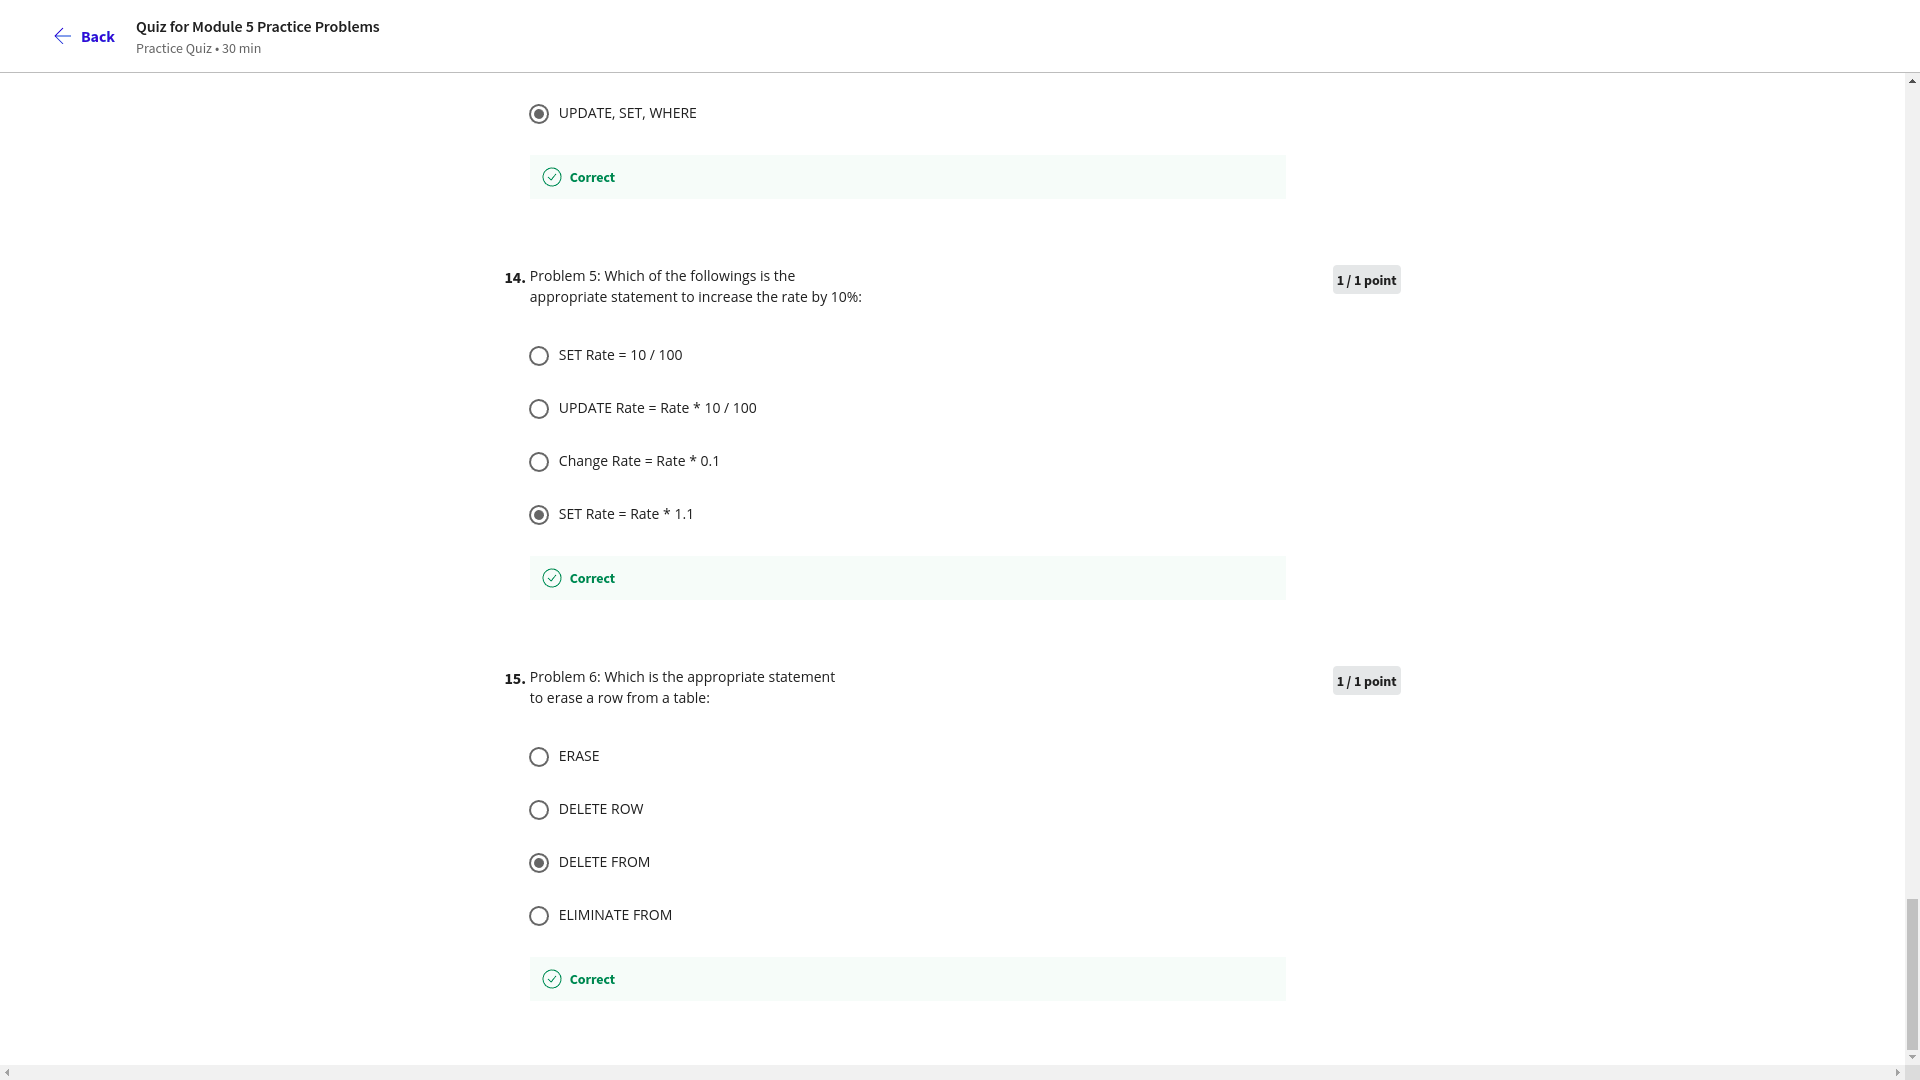 Back
Quiz for Module 5 Practice Problems
Practice Quiz • 30 min
UPDATE, SET, WHERE
Correct
14. Problem 5: Which of the followings is the
appropriate statement to increase the rate by 10%:
1 / 1 point
SET Rate = 10 / 100
UPDATE Rate = Rate * 10 / 100
Change Rate = Rate * 0.1
SET Rate = Rate * 1.1
Correct
15. Problem 6: Which is the appropriate statement
to erase a row from a table:
1 / 1 point
ERASE
DELETE ROW
DELETE FROM
ELIMINATE FROM
Correct